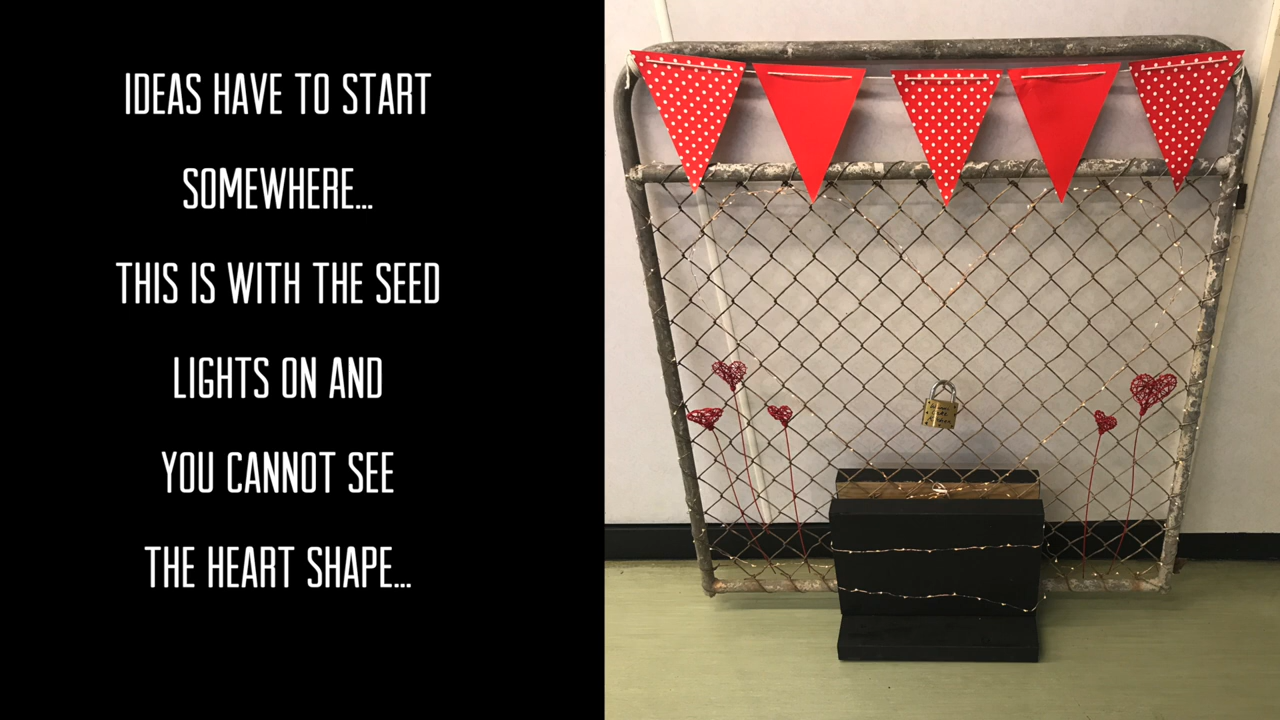 IDEAS HAVE TO START
SOMEWHERE...
THIS IS WITH THE SEED
LIGHTS ON AND
YOU CANNOT SEE
THE HEART SHAPE...